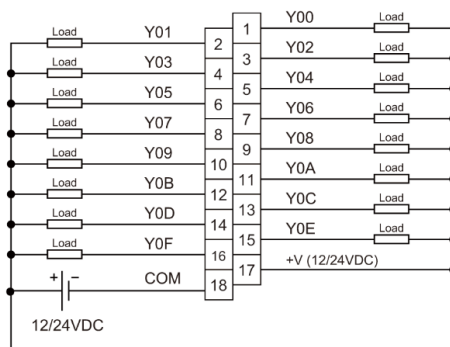 Load Y01 2 1 Y00 Load
Load Y03 4 3 Y02 Load
Load Y05 6 5 Y04 Load
Load Y07 8 7 Y06 Load
Load Y09 10 9 Y08 Load
Load Y0B 12 11 Y0A Load
Load Y0D 14 13 Y0C Load
Load Y0F 16 15 Y0E Load
+ − COM 18 17 +V (12/24VDC)
12/24VDC